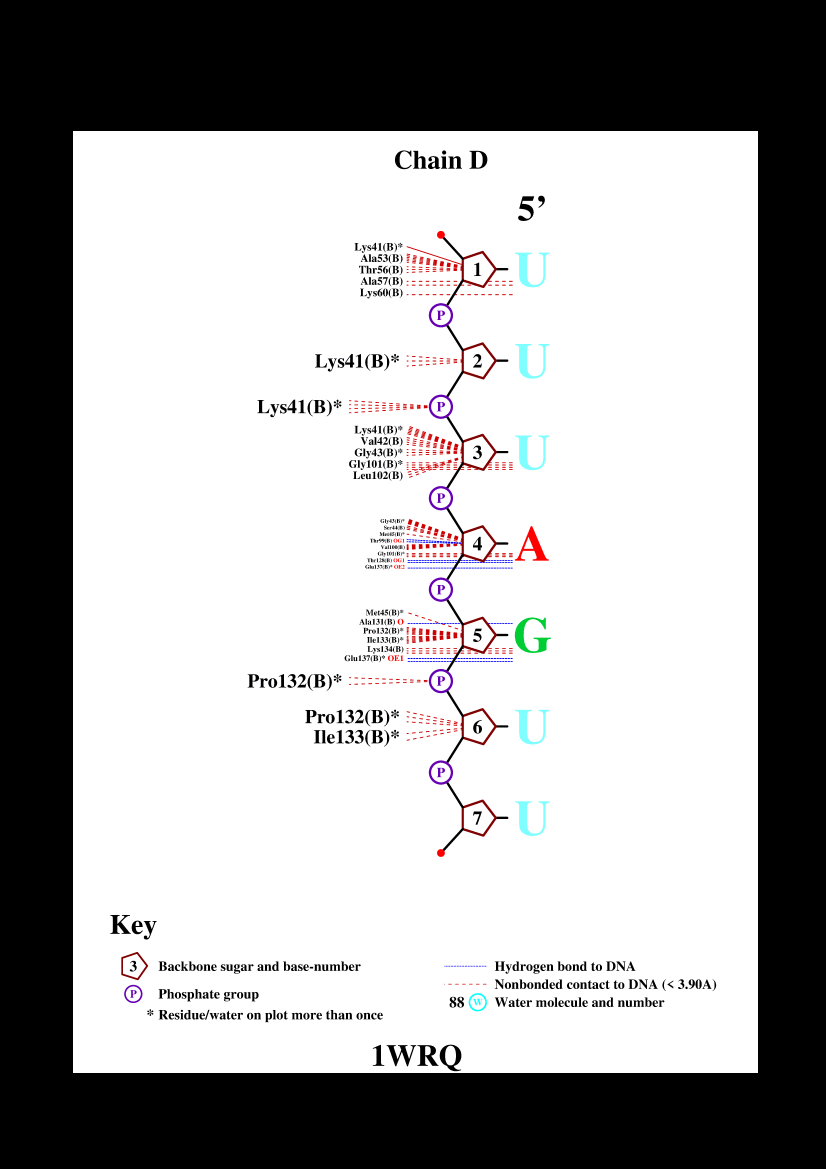 Chain D
5’
Lys41(B)*
Ala53(B)
Thr56(B)
Ala57(B)
Lys60(B)
1
U
P
Lys41(B)*
2
U
Lys41(B)*
P
Lys41(B)*
Val42(B)
Gly43(B)*
Gly101(B)*
Leu102(B)
3
U
P
Gly43(B)*
Ser44(B)
Met45(B)*
Thr99(B) OG1
Val100(B)
Gly101(B)*
Thr128(B) OG1
Glu137(B)* OE2
4
A
P
Met45(B)*
Ala131(B) O
Pro132(B)*
Ile133(B)*
Lys134(B)
Glu137(B)* OE1
5
G
Pro132(B)*
P
Pro132(B)*
Ile133(B)*
6
U
P
7
U
Key
3 Backbone sugar and base-number
P Phosphate group
* Residue/water on plot more than once
Hydrogen bond to DNA
Nonbonded contact to DNA (< 3.90A)
88 W Water molecule and number
1WRQ